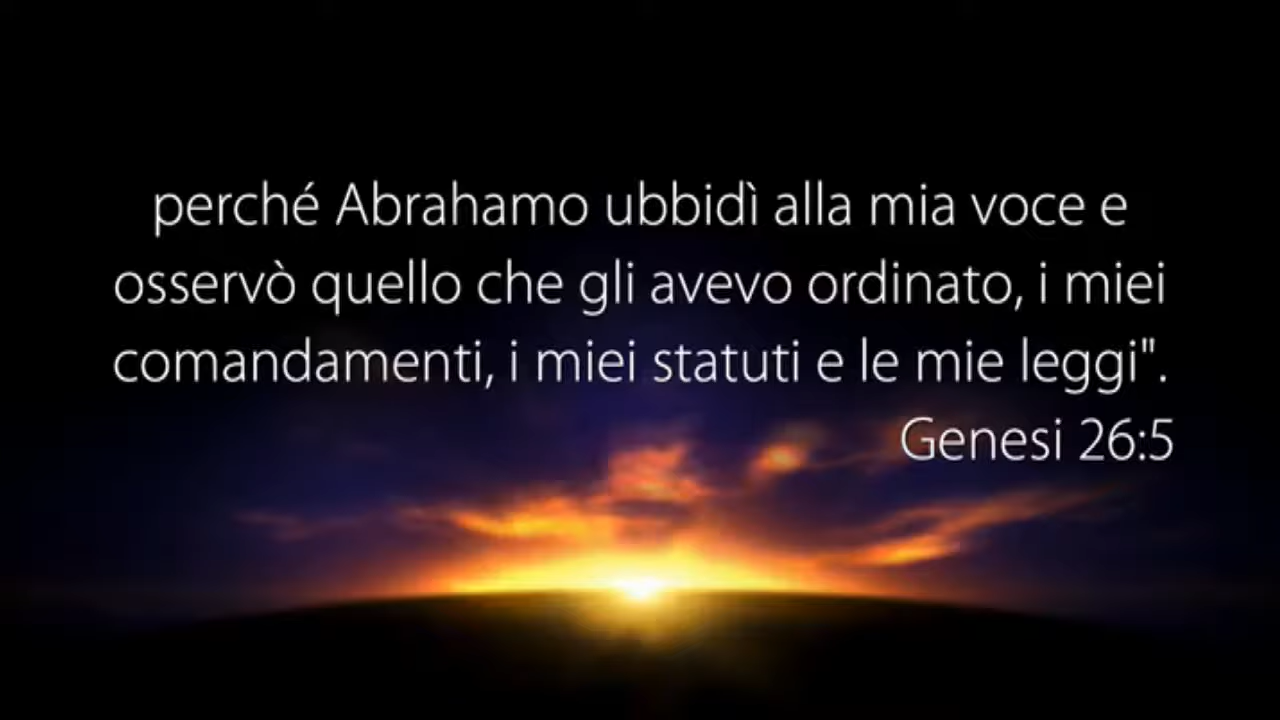 perché Abrahamo ubbidì alla mia voce e
osservò quello che gli avevo ordinato, i miei
comandamenti, i miei statuti e le mie leggi".
Genesi 26:5